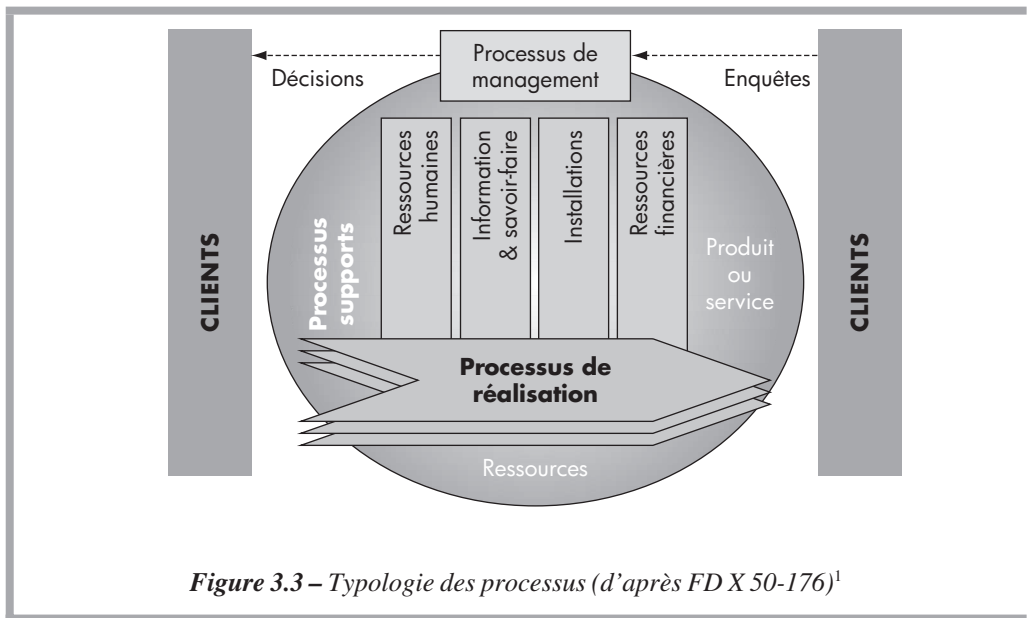 Processus de
management
Décisions
Enquêtes
CLIENTS
Processus
supports
Ressources
humaines
Information
& savoir-faire
Installations
Ressources
financières
Produit
ou
service
CLIENTS
Processus de
réalisation
Ressources
Figure 3.3 – Typologie des processus (d'après FD X 50-176)1